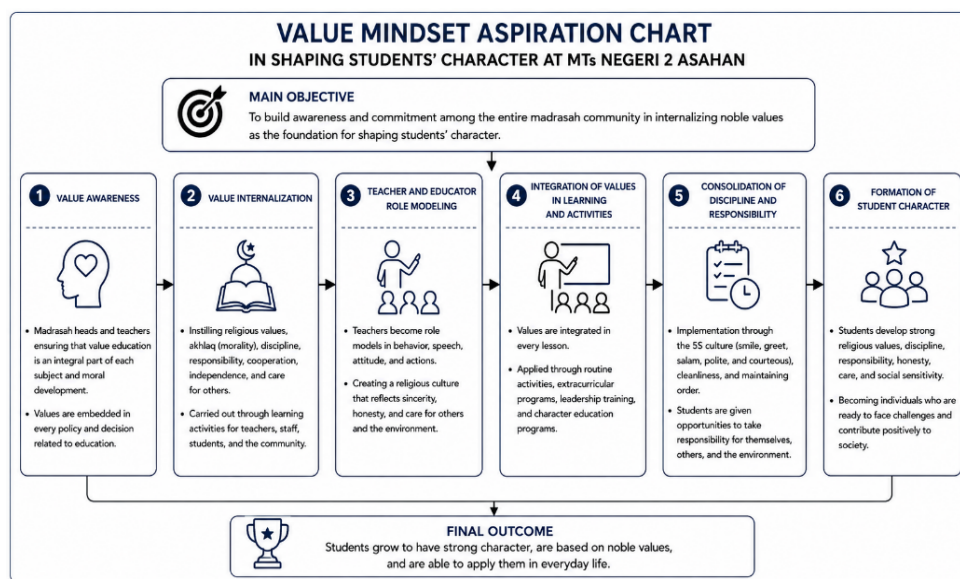 VALUE MINDSET ASPIRATION CHART
IN SHAPING STUDENTS' CHARACTER AT MTs NEGERI 2 ASAHAN
MAIN OBJECTIVE
To build awareness and commitment among the entire madrasah community in internalizing noble values
as the foundation for shaping students' character.
1 VALUE AWARENESS
• Madrasah heads and teachers
ensuring that value education
is an integral part of each
subject and moral
development.
• Values are embedded in
every policy and decision
related to education.
2 VALUE INTERNALIZATION
• Instilling religious values,
akhlaq (morality), discipline,
responsibility, cooperation,
independence, and care
for others.
• Carried out through learning
activities for teachers, staff,
students, and the community.
3 TEACHER AND EDUCATOR
ROLE MODELING
• Teachers become role
models in behavior, speech,
attitude, and actions.
• Creating a religious culture
that reflects sincerity,
honesty, and care for others
and the environment.
4 INTEGRATION OF VALUES
IN LEARNING
AND ACTIVITIES
• Values are integrated in
every lesson.
• Applied through routine
activities, extracurricular
programs, leadership training,
and character education
programs.
5 CONSOLIDATION OF
DISCIPLINE AND
RESPONSIBILITY
• Implementation through
the 5S culture (smile, greet,
salam, polite, and courteous),
cleanliness, and maintaining
order.
• Students are given
opportunities to take
responsibility for themselves,
others, and the environment.
6 FORMATION OF
STUDENT CHARACTER
• Students develop strong
religious values, discipline,
responsibility, honesty,
care, and social sensitivity.
• Becoming individuals who are
ready to face challenges and
contribute positively to
society.
FINAL OUTCOME
Students grow to have strong character, are based on noble values,
and are able to apply them in everyday life.